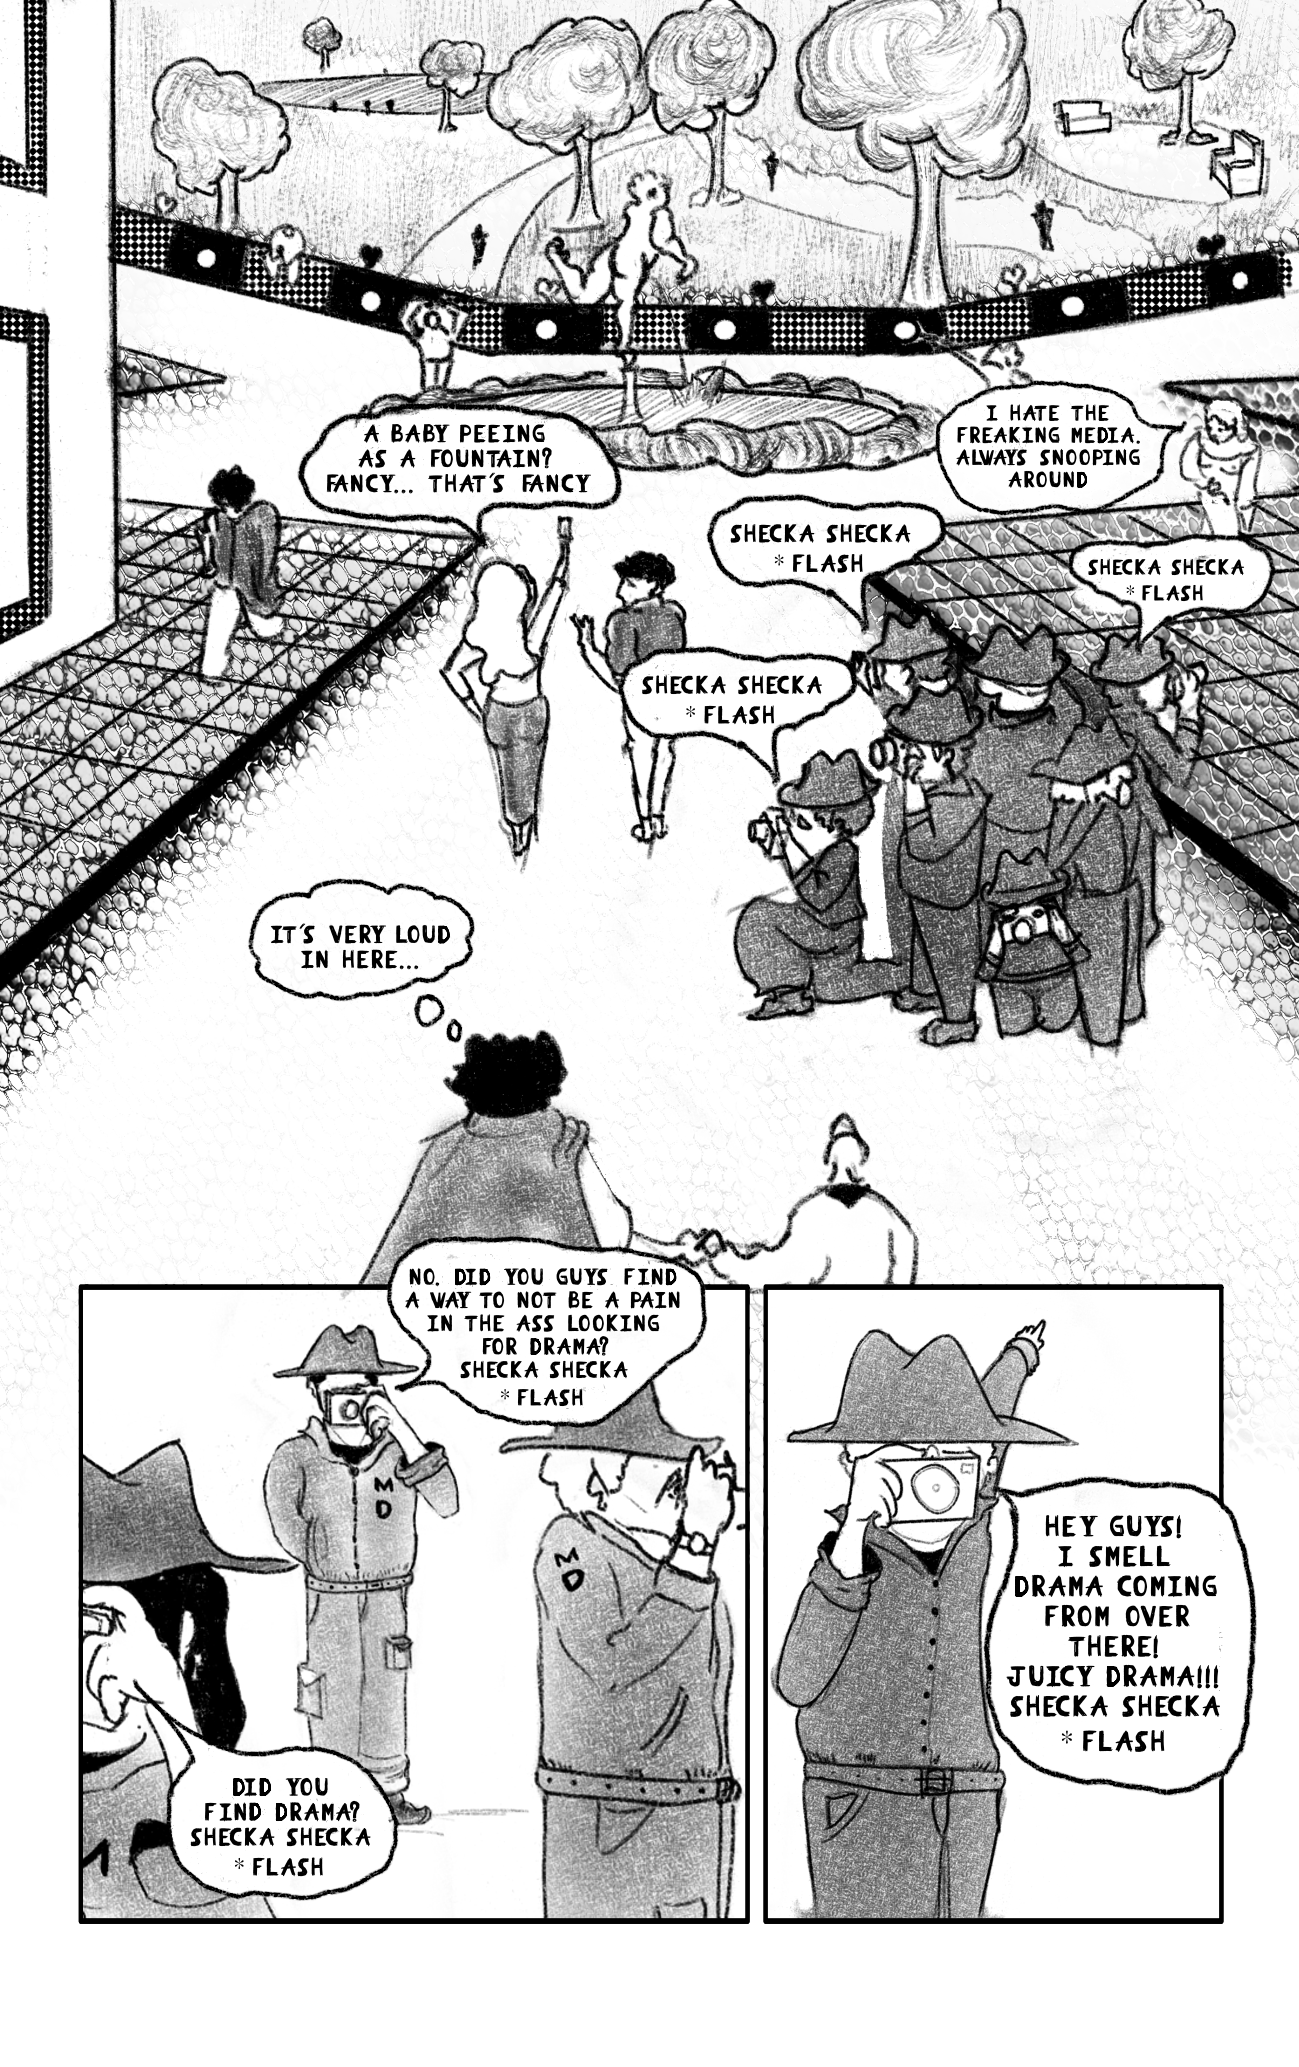 A BABY PEEING
AS A FOUNTAIN?
FANCY... THAT'S FANCY
I HATE THE
FREAKING MEDIA.
ALWAYS SNOOPING
AROUND
SHECKA SHECKA
*FLASH
SHECKA SHECKA
*FLASH
SHECKA SHECKA
*FLASH
IT'S VERY LOUD
IN HERE...
NO. DID YOU GUYS FIND
A WAY TO NOT BE A PAIN
IN THE ASS LOOKING
FOR DRAMA?
SHECKA SHECKA
*FLASH
M
D
M
D
DID YOU
FIND DRAMA?
SHECKA SHECKA
*FLASH
HEY GUYS!
I SMELL
DRAMA COMING
FROM OVER
THERE!
JUICY DRAMA!!!
SHECKA SHECKA
*FLASH